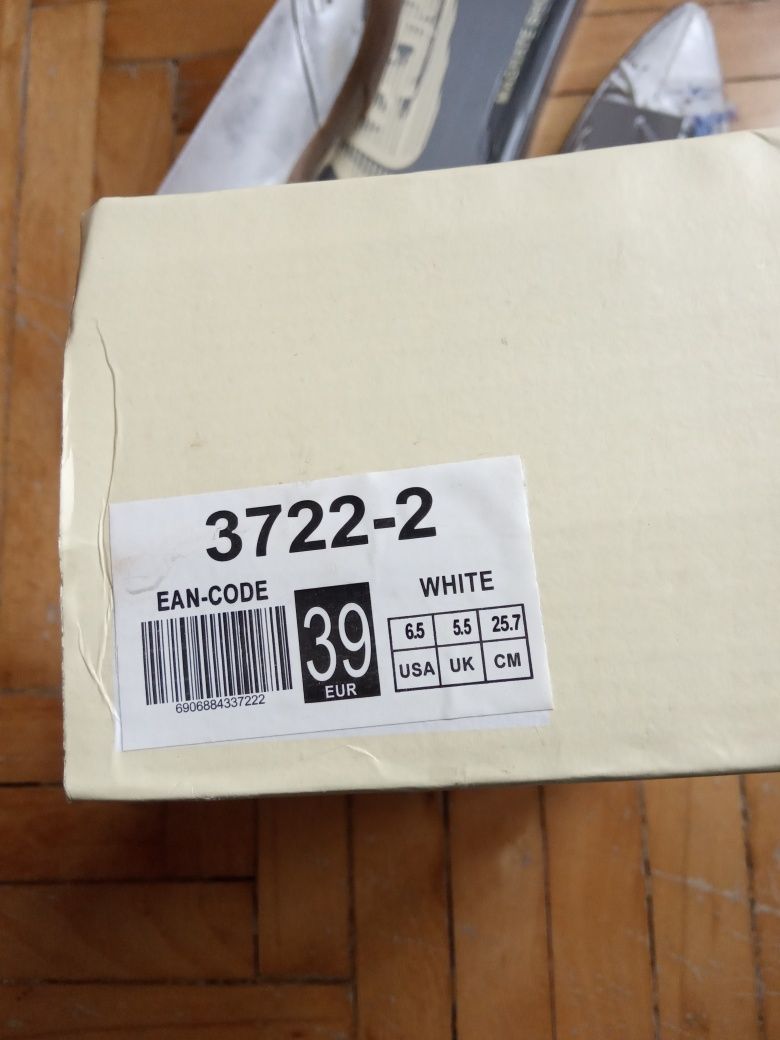 3722-2
EAN-CODE
6906884337222
39
EUR
WHITE
6.5 5.5 25.7
USA UK CM